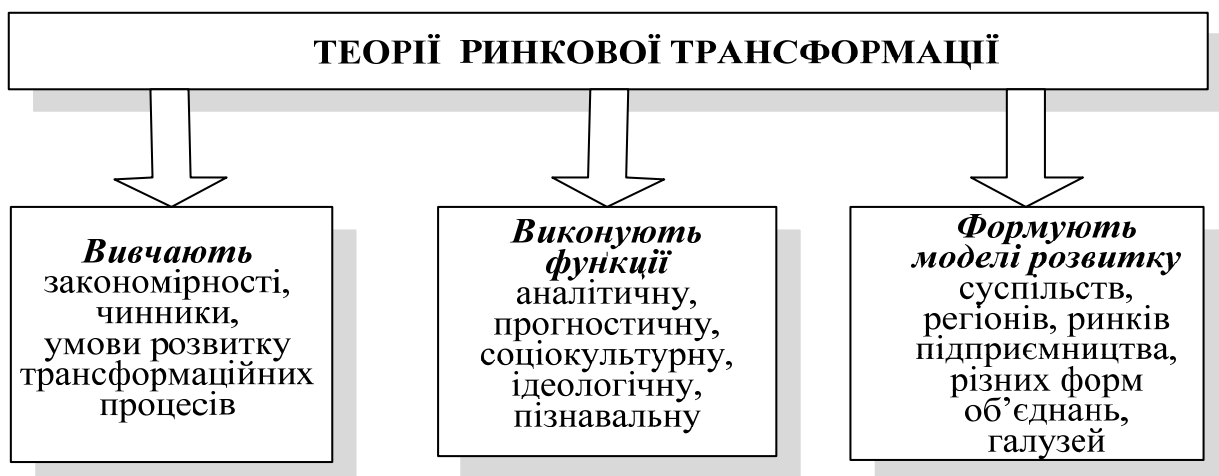 ТЕОРІЇ РИНКОВОЇ ТРАНСФОРМАЦІЇ
Вивчають
закономірності,
чинники,
умови розвитку
трансформаційних
процесів
Виконують
функції
аналітичну,
прогностичну,
соціокультурну,
ідеологічну,
пізнавальну
Формують
моделі розвитку
суспільств,
регіонів, ринків
підприємництва,
різних форм
об’єднань,
галузей